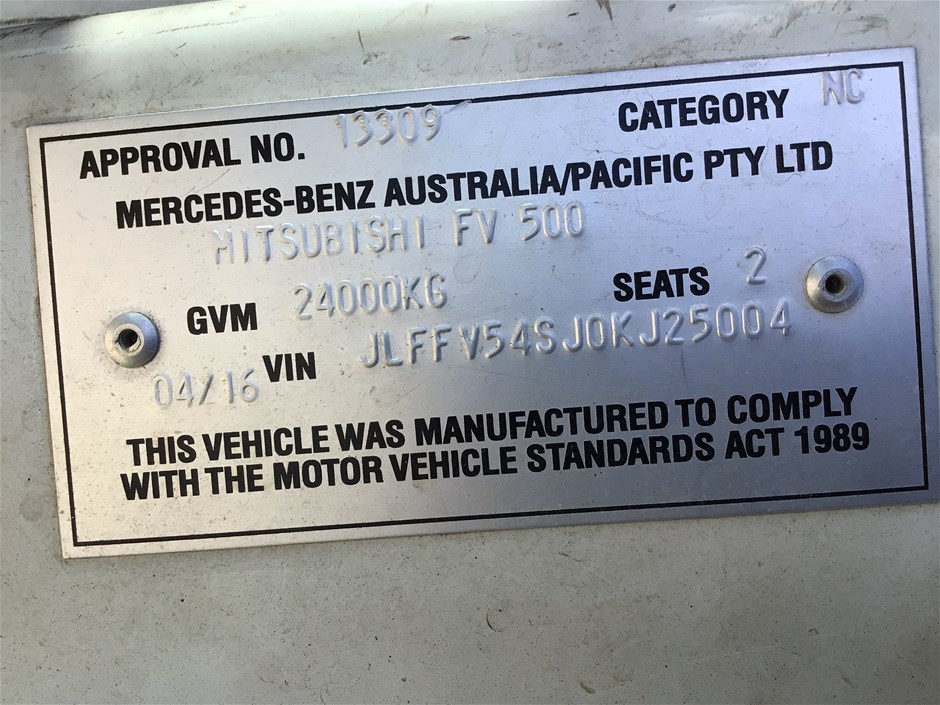 APPROVAL NO. 13309 CATEGORY NC
MERCEDES-BENZ AUSTRALIA/PACIFIC PTY LTD
MITSUBISHI FV 500
GVM 24000KG SEATS 2
04/16 VIN JLFFV54SJ0KJ25004
THIS VEHICLE WAS MANUFACTURED TO COMPLY
WITH THE MOTOR VEHICLE STANDARDS ACT 1989